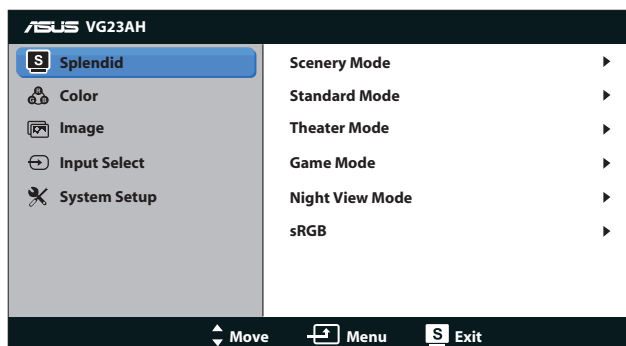 ASUS VG23AH
S Splendid
Color
Image
Input Select
System Setup
Scenery Mode
Standard Mode
Theater Mode
Game Mode
Night View Mode
sRGB
Move Menu S Exit